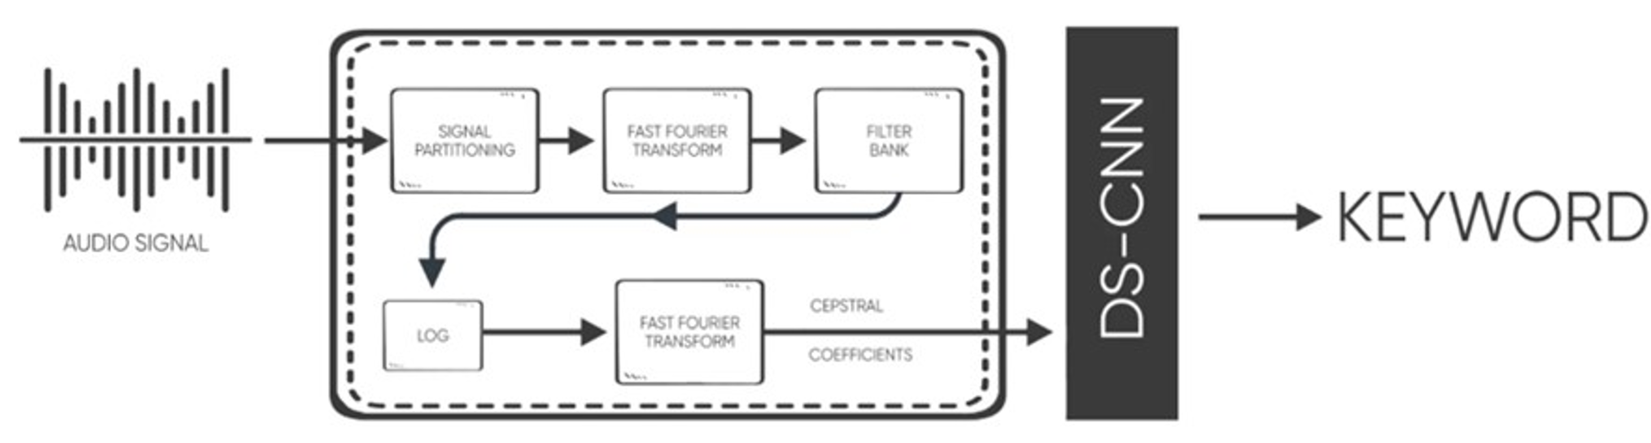 AUDIO SIGNAL
SIGNAL
PARTITIONING
FAST FOURIER
TRANSFORM
FILTER
BANK
LOG
FAST FOURIER
TRANSFORM
CEPSTRAL
COEFFICIENTS
DS-CNN
KEYWORD